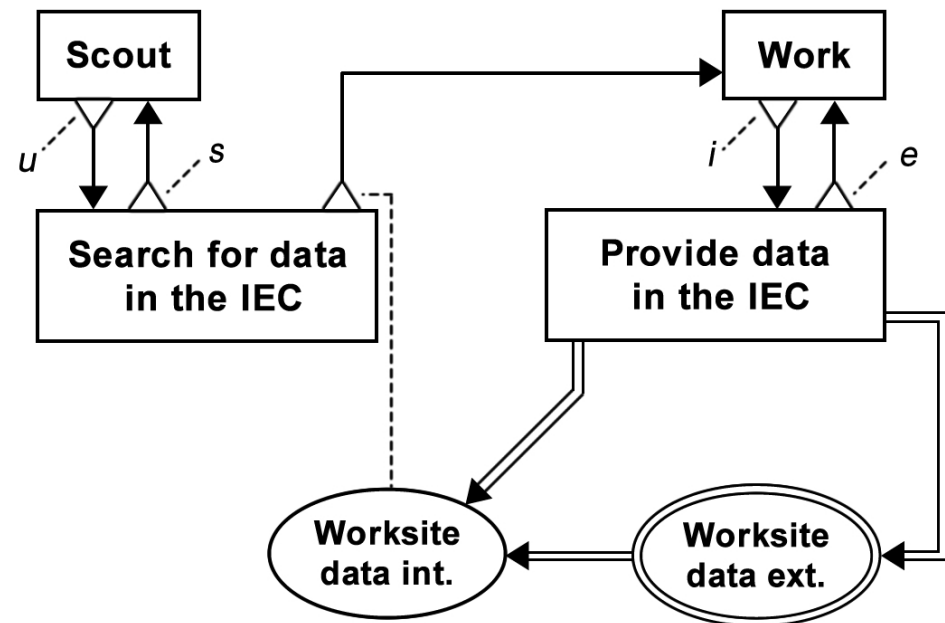 Scout
Work
u
s
i
e
Search for data
in the IEC
Provide data
in the IEC
Worksite
data int.
Worksite
data ext.